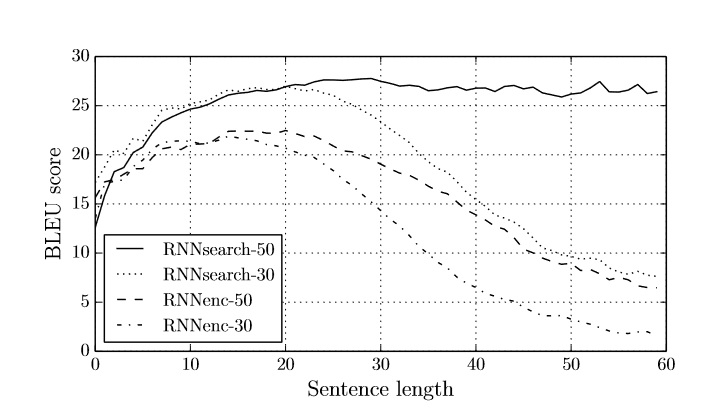 30
25
20
15
10
5
0
BLEU score
RNNsearch-50
RNNsearch-30
RNNenc-50
RNNenc-30
0 10 20 30 40 50 60
Sentence length